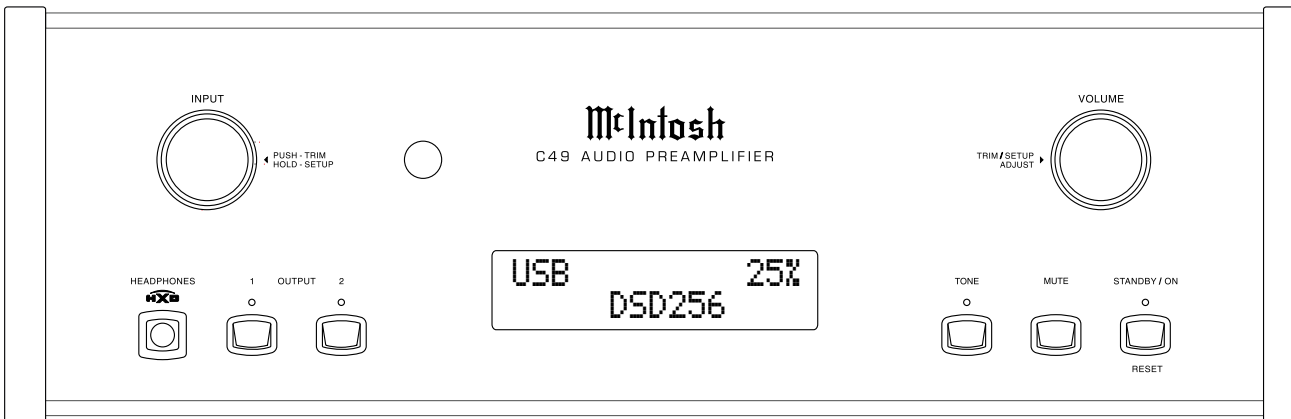 INPUT
PUSH - TRIM
HOLD - SETUP
McIntosh
C49 AUDIO PREAMPLIFIER
VOLUME
TRIM / SETUP
ADJUST
HEADPHONES
HXD
1 OUTPUT 2
USB 25%
DSD256
TONE
MUTE
STANDBY / ON
RESET